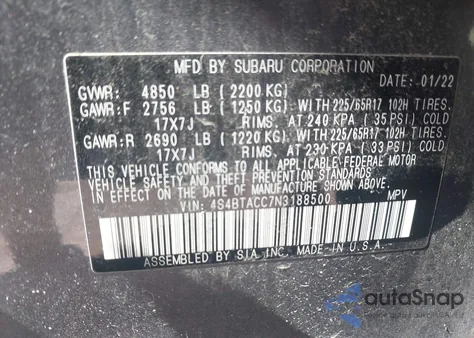 MFD BY SUBARU CORPORATION
DATE: 01/22
GVWR: 4850 LB (2200 KG)
GAWR:F 2756 LB (1250 KG) WITH 225/65R17 102H TIRES.
17X7J RIMS. AT 240 KPA (35 PSI) COLD
GAWR:R 2690 LB (1220 KG) WITH 225/65R17 102H TIRES.
17X7J RIMS. AT 230 KPA (33 PSI) COLD
THIS VEHICLE CONFORMS TO ALL APPLICABLE FEDERAL MOTOR
VEHICLE SAFETY AND THEFT PREVENTION STANDARDS
IN EFFECT ON THE DATE OF MANUFACTURE SHOWN ABOVE.
VIN: 4S4BTACC7N3188500 MPV
ASSEMBLED BY SIA, INC. MADE IN U.S.A.
autoSnap